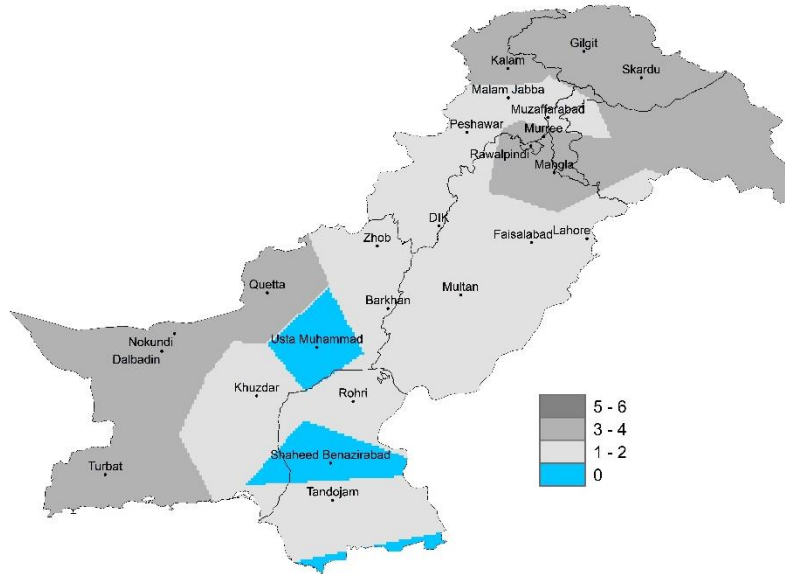 Gilgit
Kalam
Skardu
Malam Jabba
Muzaffarabad
Peshawar
Murree
Rawalpindi
Mangla
DIK
Zhob
Faisalabad
Lahore
Quetta
Multan
Barkhan
Nokundi
Usta Muhammad
Dalbadin
Khuzdar
Rohri
5 - 6
3 - 4
1 - 2
0
Shaheed Benazirabad
Turbat
Tandojam